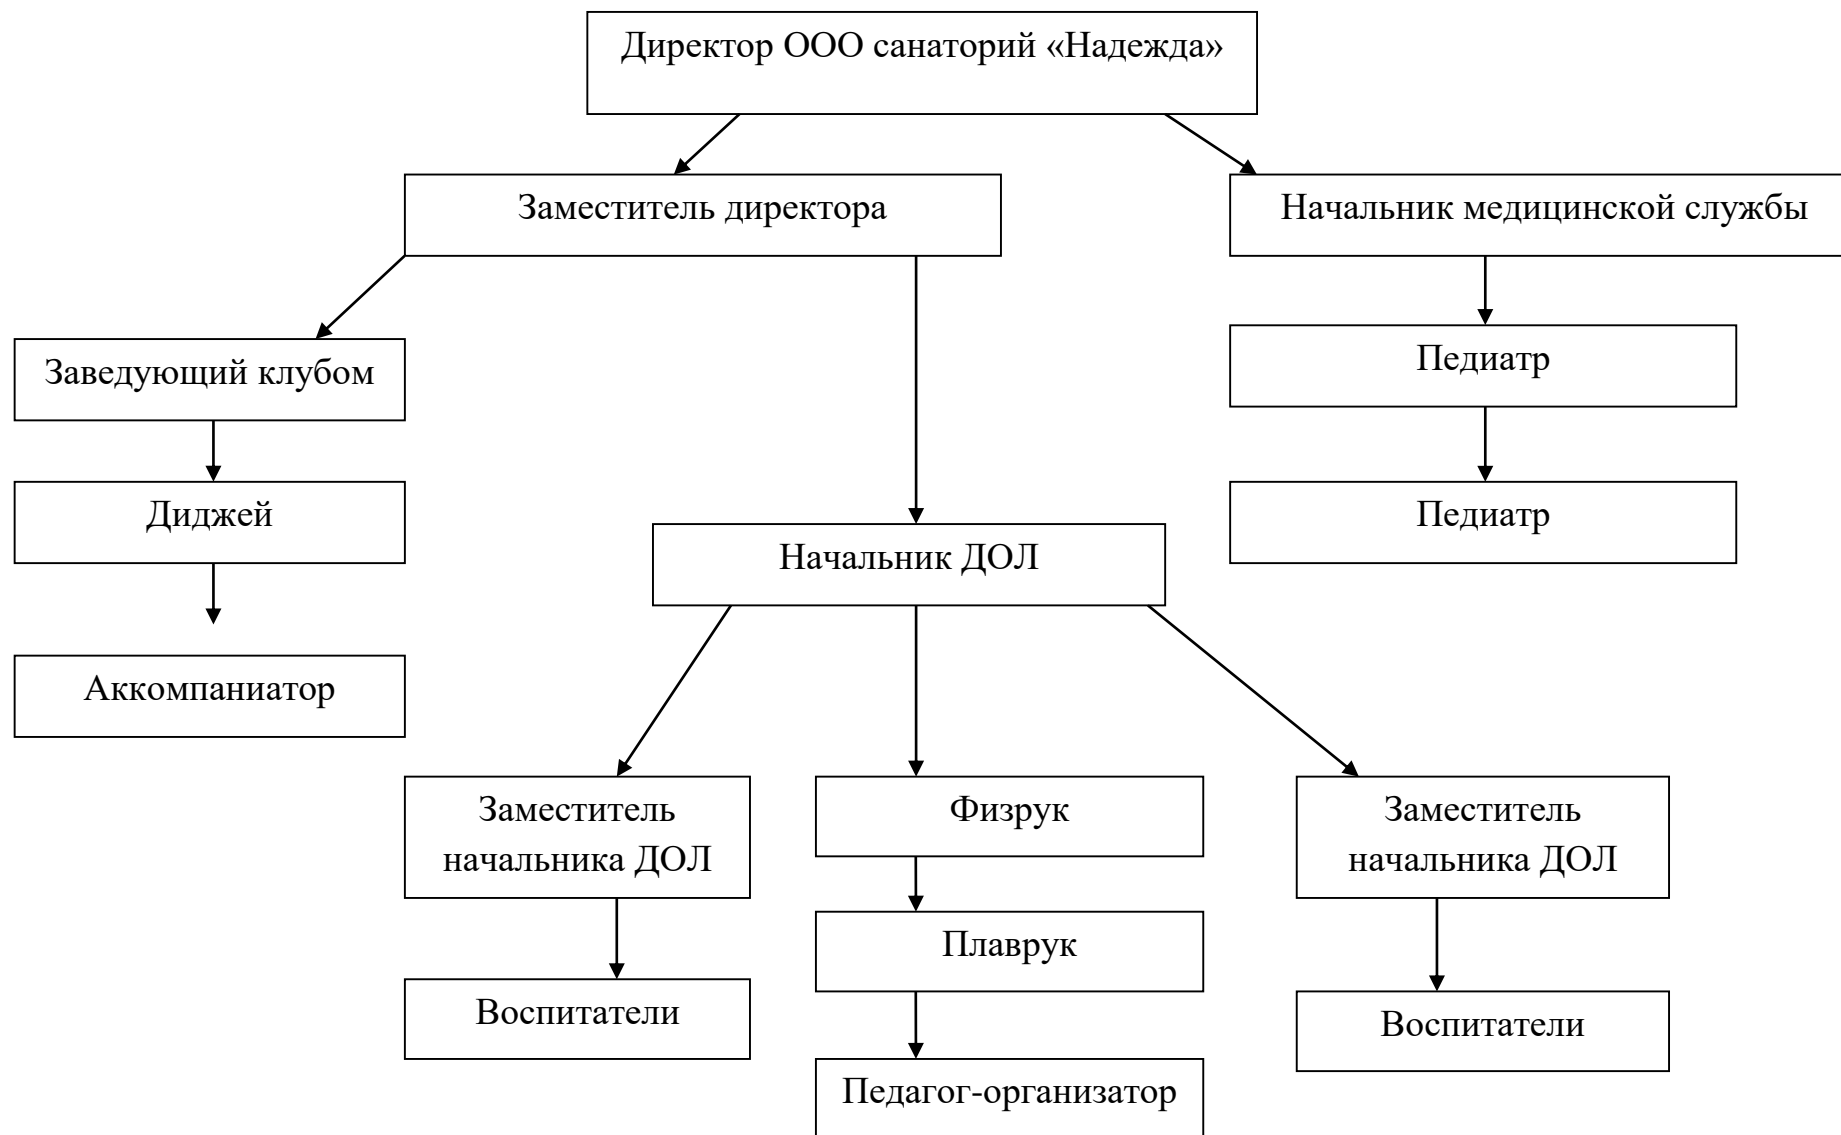 Директор ООО санаторий «Надежда»
Заместитель директора
Начальник медицинской службы
Заведующий клубом
Педиатр
Диджей
Педиатр
Начальник ДОЛ
Аккомпаниатор
Заместитель
начальника ДОЛ
Физрук
Заместитель
начальника ДОЛ
Плаврук
Воспитатели
Воспитатели
Педагог-организатор